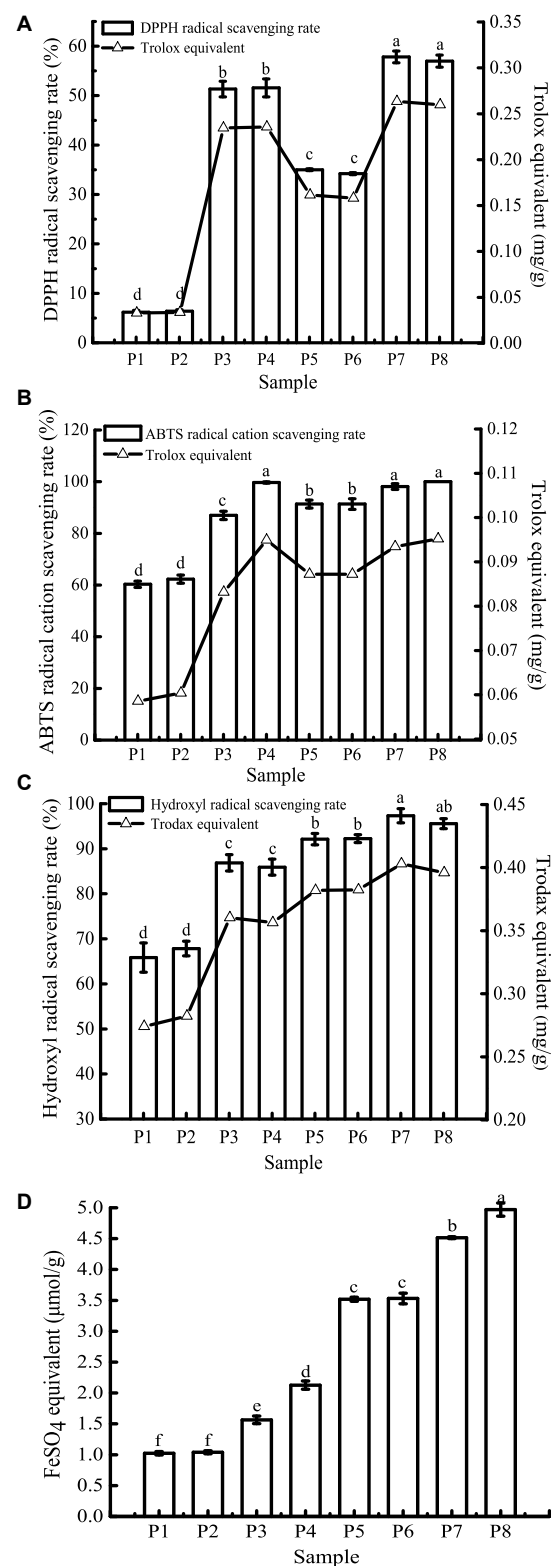 A
DPPH radical scavenging rate
Trolox equivalent
DPPH radical scavenging rate (%)
60
50
40
30
20
10
0
0.35
0.30
0.25
0.20
0.15
0.10
0.05
0.00
Trolox equivalent (mg/g)
d d b b c c a a
P1 P2 P3 P4 P5 P6 P7 P8
Sample
B
ABTS radical cation scavenging rate
Trolox equivalent
ABTS radical cation scavenging rate (%)
120
100
80
60
40
20
0
0.12
0.11
0.10
0.09
0.08
0.07
0.06
0.05
Trolox equivalent (mg/g)
d d c a b b a a
P1 P2 P3 P4 P5 P6 P7 P8
Sample
C
Hydroxyl radical scavenging rate
Trodax equivalent
Hydroxyl radical scavenging rate (%)
100
90
80
70
60
50
40
30
0.45
0.40
0.35
0.30
0.25
0.20
Trodax equivalent (mg/g)
d d c c b b a ab
P1 P2 P3 P4 P5 P6 P7 P8
Sample
D
FeSO4 equivalent (μmol/g)
5.0
4.5
4.0
3.5
3.0
2.5
2.0
1.5
1.0
0.5
0.0
f f e d c c b a
P1 P2 P3 P4 P5 P6 P7 P8
Sample